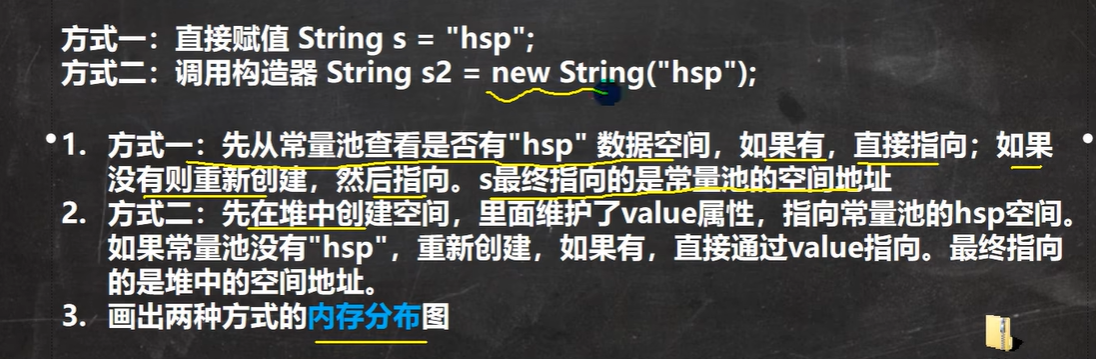 方式一：直接赋值 String s = "hsp";
方式二：调用构造器 String s2 = new String("hsp");
1. 方式一：先从常量池查看是否有"hsp" 数据空间，如果有，直接指向；如果
没有则重新创建，然后指向。s最终指向的是常量池的空间地址
2. 方式二：先在堆中创建空间，里面维护了value属性，指向常量池的hsp空间。
如果常量池没有"hsp"，重新创建，如果有，直接通过value指向。最终指向
的是堆中的空间地址。
3. 画出两种方式的内存分布图